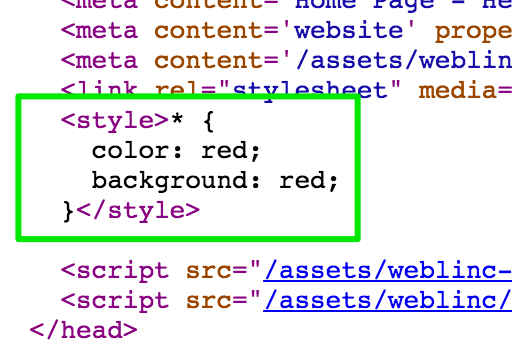 <meta content='Home Page - He
<meta content='website' prope
<meta content='/assets/weblin
<link rel="stylesheet" media=
<style>* {
color: red;
background: red;
}</style>
<script src="/assets/weblinc-
<script src="/assets/weblinc/
</head>